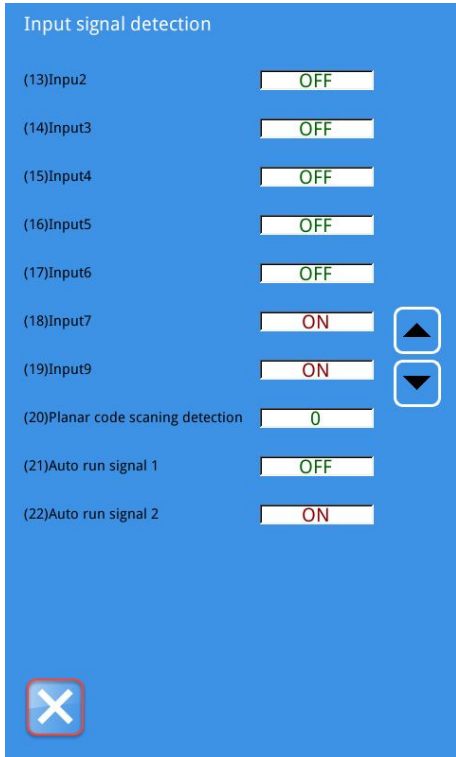 Input signal detection
(13)Inpu2 OFF
(14)Input3 OFF
(15)Input4 OFF
(16)Input5 OFF
(17)Input6 OFF
(18)Input7 ON
(19)Input9 ON
(20)Planar code scaning detection 0
(21)Auto run signal 1 OFF
(22)Auto run signal 2 ON